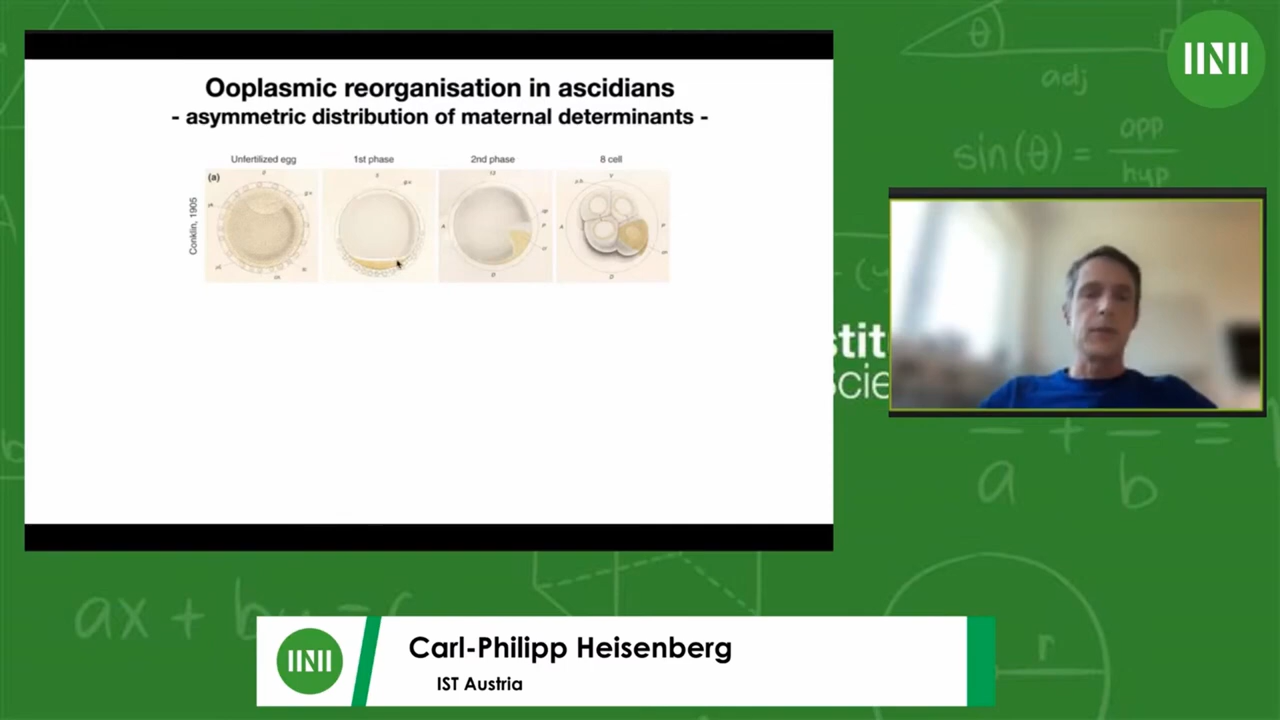 Ooplasmic reorganisation in ascidians
- asymmetric distribution of maternal determinants -
Unfertilized egg
1st phase
2nd phase
8 cell
(a)
Conklin, 1905
A
P
D
A
P
D
θ
adj
sin(θ) = opp
hyp
stit
Scie
a + b =
ax + by = c
r
Carl-Philipp Heisenberg
IST Austria